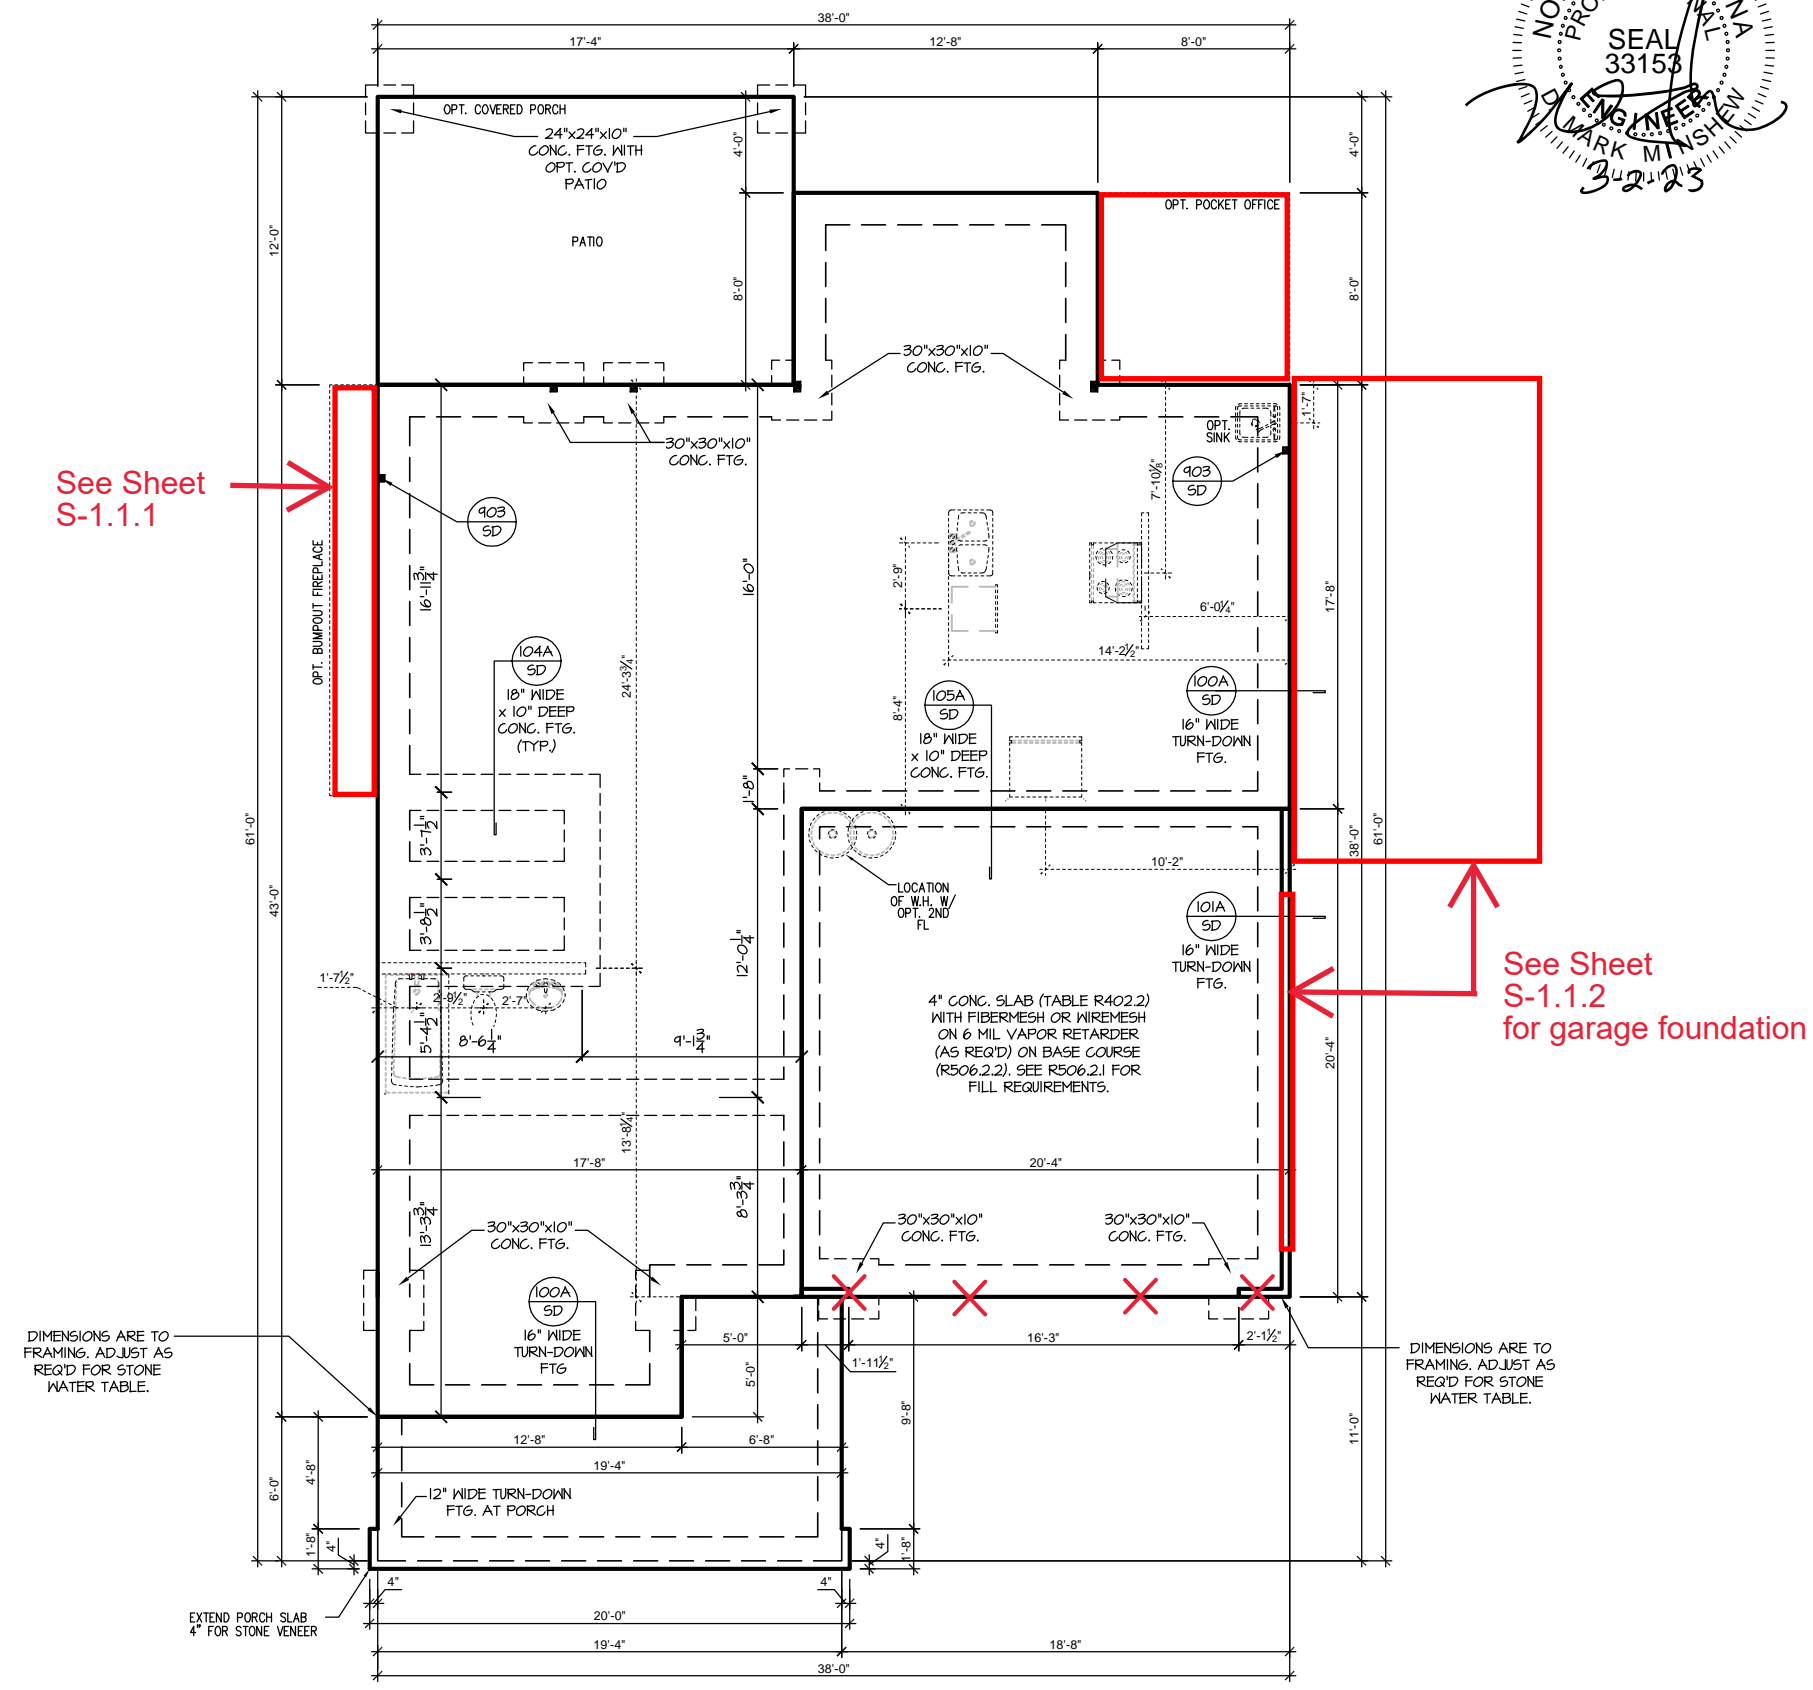 38'-0"
17'-4"
12'-8"
8'-0"
SEAL
33153
ENGINEER
D. MARK MINSHEW
3-2-23
OPT. COVERED PORCH
24"x24"x10"
CONC. FTG. WITH
OPT. COV'D
PATIO
PATIO
4'-0"
8'-0"
12'-0"
4'-0"
8'-0"
OPT. POCKET OFFICE
30"x30"x10"
CONC. FTG.
30"x30"x10"
CONC. FTG.
OPT.
SINK
1'-7"
903
SD
903
SD
7'-10⅛"
See Sheet
S-1.1.1
OPT. BUMPOUT FIREPLACE
16'-11¾"
16'-0"
2'-9"
6'-0¼"
17'-8"
14'-2½"
24'-3¾"
104A
SD
18" WIDE
x 10" DEEP
CONC. FTG.
(TYP.)
105A
SD
18" WIDE
x 10" DEEP
CONC. FTG.
8'-4"
100A
SD
16" WIDE
TURN-DOWN
FTG.
1'-8"
61'-0"
43'-0"
3'-7½"
3'-8½"
38'-0"
61'-0"
10'-2"
LOCATION
OF W.H. W/
OPT. 2ND
FL
101A
SD
16" WIDE
TURN-DOWN
FTG.
12'-0¼"
1'-7½"
2'-9½"
2'-7"
5'-4½"
8'-6¼"
9'-1¾"
4" CONC. SLAB (TABLE R402.2)
WITH FIBERMESH OR WIREMESH
ON 6 MIL VAPOR RETARDER
(AS REQ'D) ON BASE COURSE
(R506.2.2). SEE R506.2.1 FOR
FILL REQUIREMENTS.
See Sheet
S-1.1.2
for garage foundation
20'-4"
13'-8¼"
17'-8"
20'-4"
13'-3¾"
8'-3¾"
30"x30"x10"
CONC. FTG.
30"x30"x10"
CONC. FTG.
30"x30"x10"
CONC. FTG.
100A
SD
16" WIDE
TURN-DOWN
FTG
DIMENSIONS ARE TO
FRAMING. ADJUST AS
REQ'D FOR STONE
WATER TABLE.
5'-0"
1'-11½"
16'-3"
2'-1½"
5'-0"
DIMENSIONS ARE TO
FRAMING. ADJUST AS
REQ'D FOR STONE
WATER TABLE.
9'-8"
11'-0"
12'-8"
6'-8"
19'-4"
6'-0"
4'-8"
12" WIDE TURN-DOWN
FTG. AT PORCH
1'-8"
4"
4"
1'-8"
4"
4"
EXTEND PORCH SLAB
4" FOR STONE VENEER
20'-0"
19'-4"
18'-8"
38'-0"